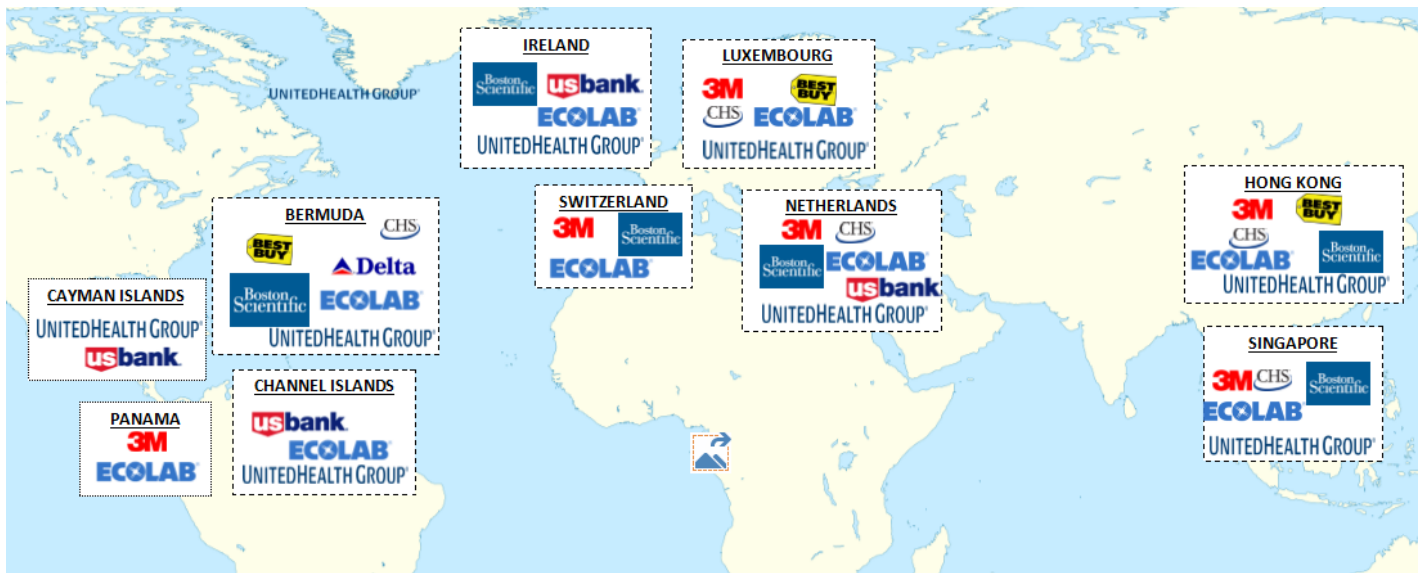 UNITEDHEALTH GROUP®
IRELAND
Boston Scientific
usbank.
ECOLAB®
UNITEDHEALTH GROUP®
LUXEMBOURG
3M
BEST BUY
CHS
ECOLAB®
UNITEDHEALTH GROUP®
BERMUDA
CHS
BEST BUY
Delta
Boston Scientific
ECOLAB®
UNITEDHEALTH GROUP®
SWITZERLAND
3M
Boston Scientific
ECOLAB®
NETHERLANDS
3M
CHS
Boston Scientific
ECOLAB®
usbank.
UNITEDHEALTH GROUP®
HONG KONG
3M
BEST BUY
CHS
ECOLAB®
Boston Scientific
UNITEDHEALTH GROUP®
CAYMAN ISLANDS
UNITEDHEALTH GROUP®
usbank.
PANAMA
3M
ECOLAB®
CHANNEL ISLANDS
usbank.
ECOLAB®
UNITEDHEALTH GROUP®
SINGAPORE
3M
CHS
Boston Scientific
ECOLAB®
UNITEDHEALTH GROUP®